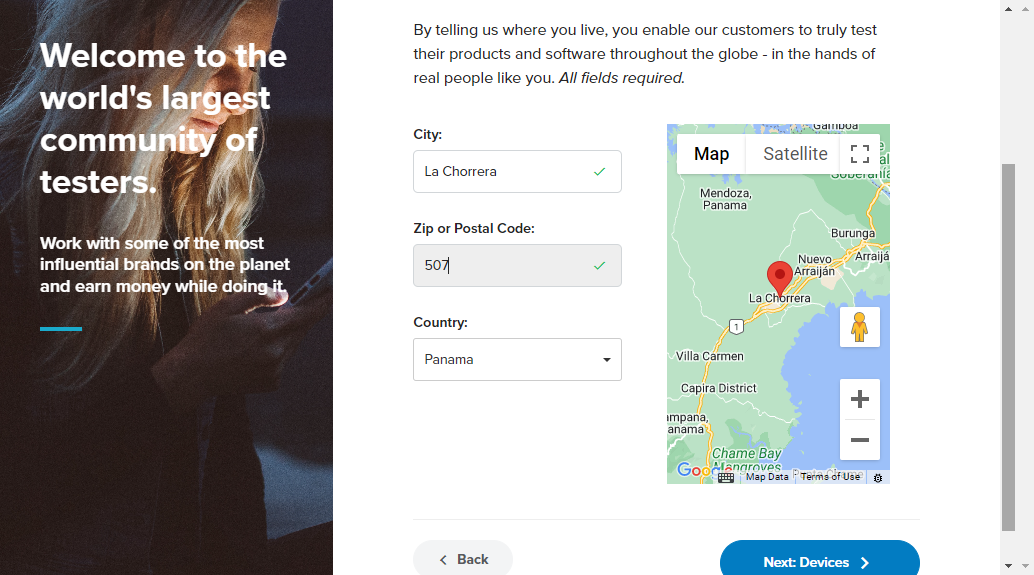 Welcome to the
world's largest
community of
testers.
Work with some of the most
influential brands on the planet
and earn money while doing it.
By telling us where you live, you enable our customers to truly test
their products and software throughout the globe - in the hands of
real people like you. All fields required.
City:
La Chorrera
Zip or Postal Code:
507
Country:
Panama
Gamboa
Map
Satellite
Mendoza,
Panama
Burunga
Nuevo
Arraiján
La Chorrera
1
Villa Carmen
Capira District
Chame Bay
Mangroves
Google
Map Data
Terms of Use
Back
Next: Devices